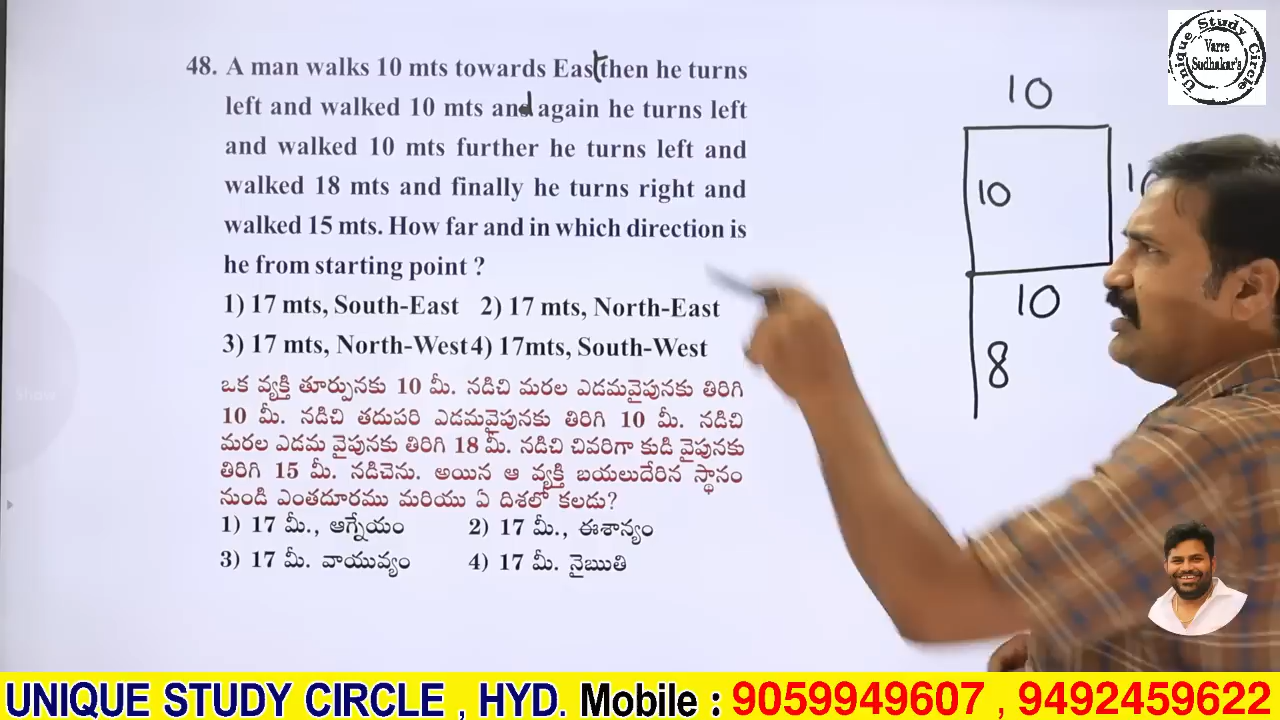 48. A man walks 10 mts towards East then he turns
left and walked 10 mts and again he turns left
and walked 10 mts further he turns left and
walked 18 mts and finally he turns right and
walked 15 mts. How far and in which direction is
he from starting point ?
1) 17 mts, South-East 2) 17 mts, North-East
3) 17 mts, North-West 4) 17mts, South-West
ఒక వ్యక్తి తూర్పునకు 10 మీ. నడిచి మరల ఎడమవైపునకు తిరిగి
10 మీ. నడిచి తదుపరి ఎడమవైపునకు తిరిగి 10 మీ. నడిచి
మరల ఎడమ వైపునకు తిరిగి 18 మీ. నడిచి చివరిగా కుడి వైపునకు
తిరిగి 15 మీ. నడిచెను. అయిన ఆ వ్యక్తి బయలుదేరిన స్థానం
నుండి ఎంతదూరము మరియు ఏ దిశలో కలదు?
1) 17 మీ., ఆగ్నేయం 2) 17 మీ., ఈశాన్యం
3) 17 మీ. వాయువ్యం 4) 17 మీ. నైఋతి
10
10
10
8
Unique Study Circle
Varre
Sudhakar's
UNIQUE STUDY CIRCLE , HYD. Mobile : 9059949607 , 9492459622